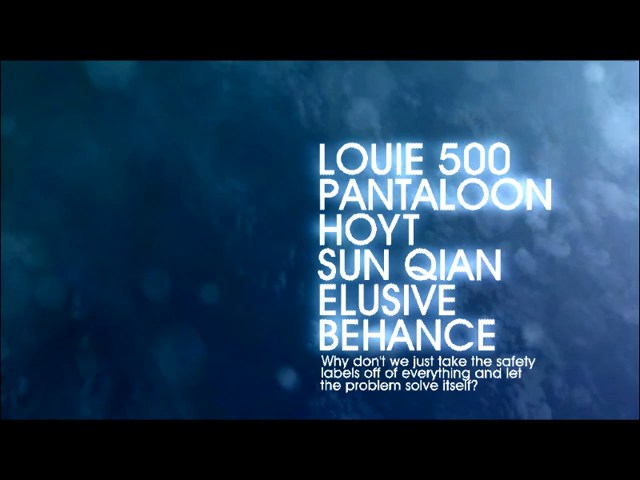 LOUIE 500
PANTALOON
HOYT
SUN QIAN
ELUSIVE
BEHANCE
Why don't we just take the safety
labels off of everything and let
the problem solve itself?